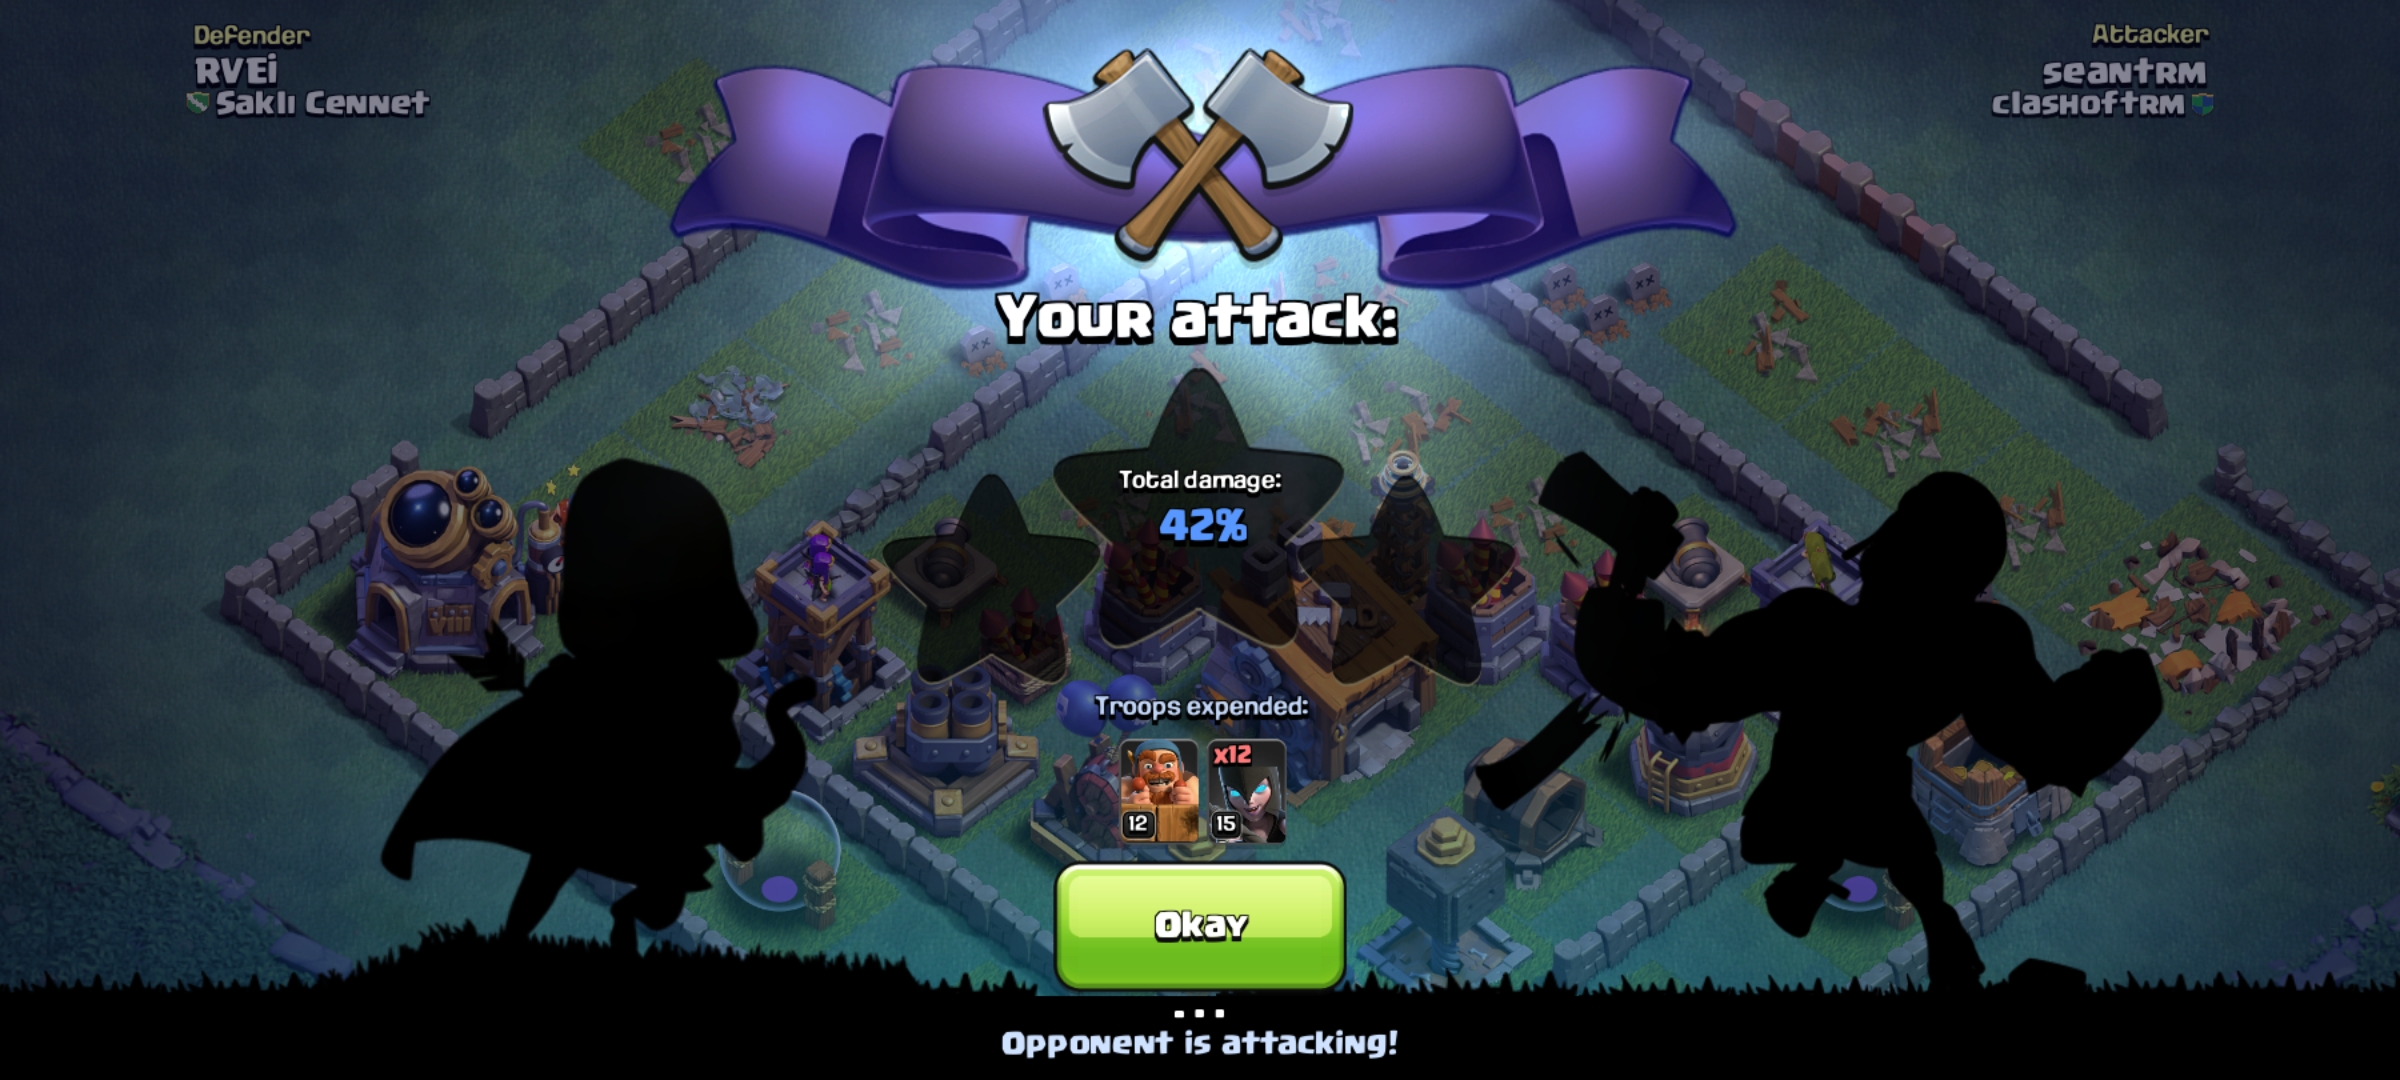 Defender
RVEi
Saklı Cennet
Attacker
seantRM
clashoftRM
Your attack:
Total damage:
42%
Troops expended:
x12
12
15
VIII
Okay
...
Opponent is attacking!